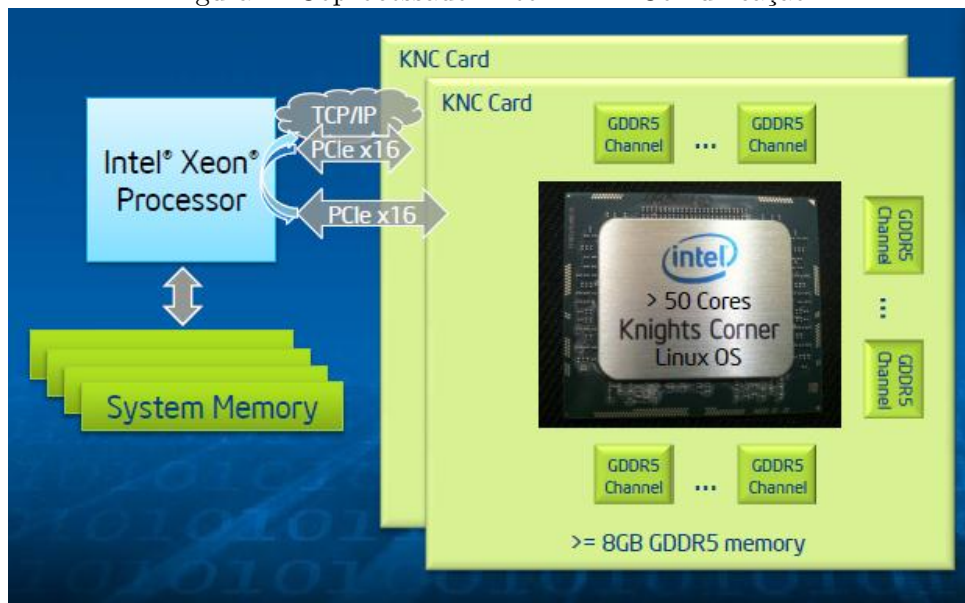 KNC Card
KNC Card
TCP/IP
PCIe x16
PCIe x16
Intel® Xeon®
Processor
System Memory
GDDR5
Channel
...
GDDR5
Channel
GDDR5
Channel
...
GDDR5
Channel
intel
> 50 Cores
Knights Corner
Linux OS
GDDR5
Channel
...
GDDR5
Channel
>= 8GB GDDR5 memory